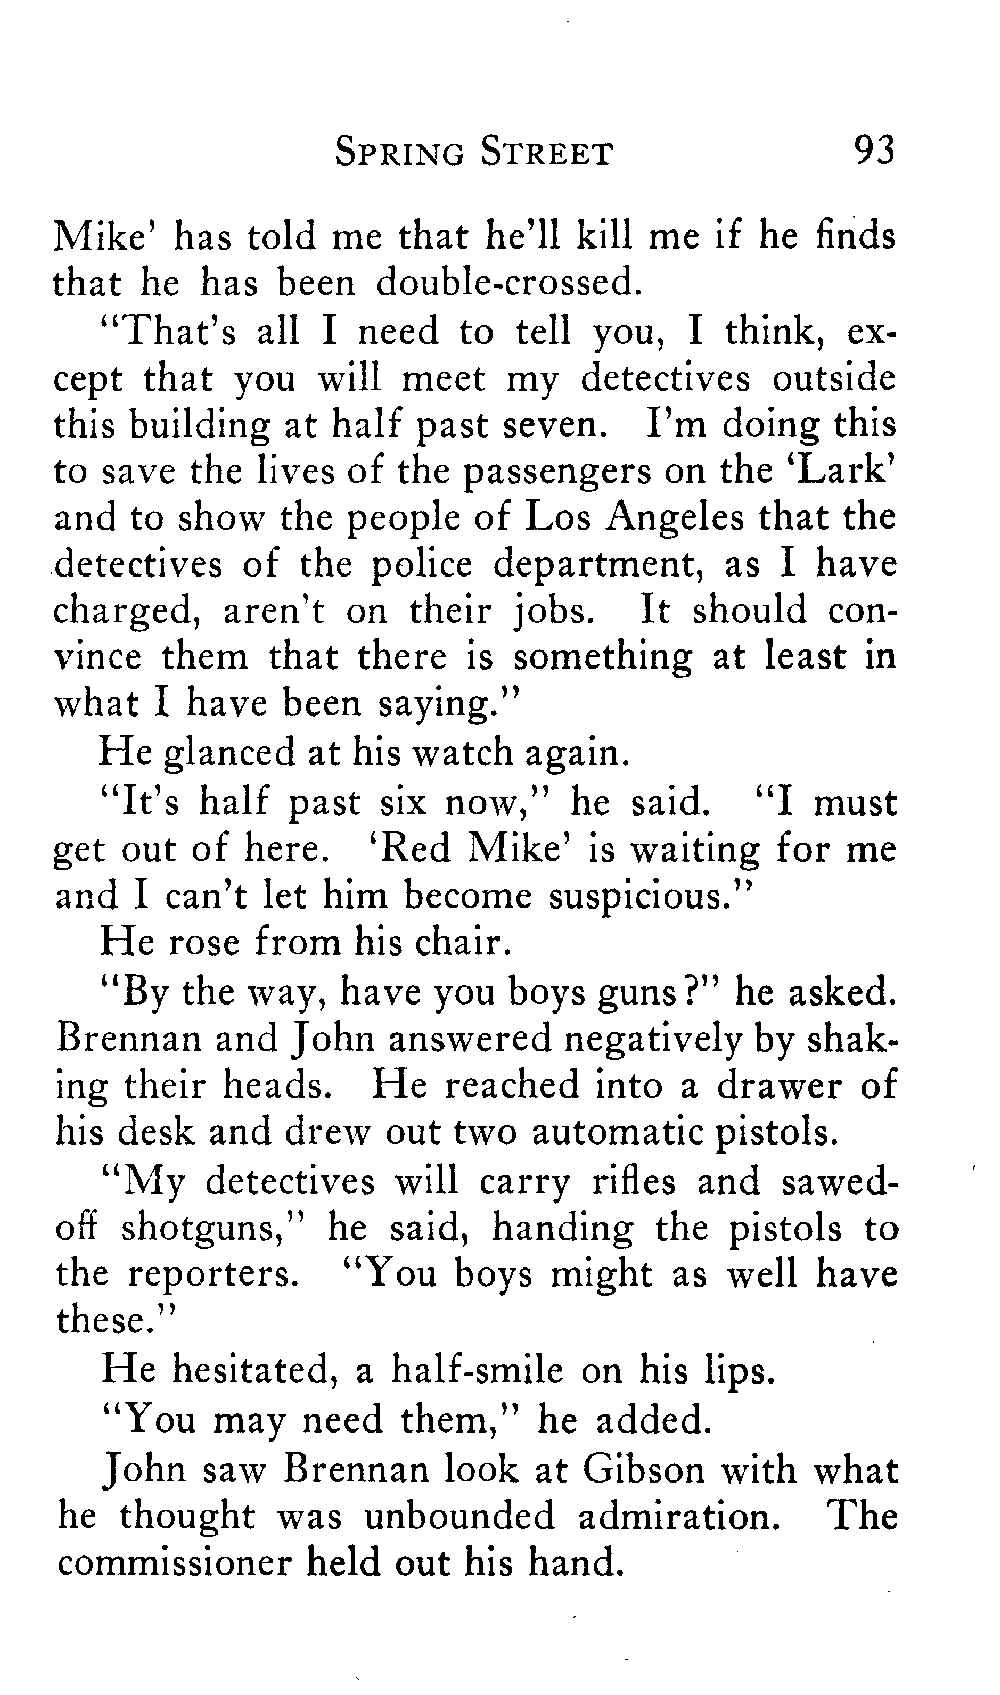 SPRING STREET 93
Mike' has told me that he'll kill me if he finds
that he has been double-crossed.
"That's all I need to tell you, I think, ex-
cept that you will meet my detectives outside
this building at half past seven. I'm doing this
to save the lives of the passengers on the 'Lark'
and to show the people of Los Angeles that the
detectives of the police department, as I have
charged, aren't on their jobs. It should con-
vince them that there is something at least in
what I have been saying."
He glanced at his watch again.
"It's half past six now," he said. "I must
get out of here. 'Red Mike' is waiting for me
and I can't let him become suspicious."
He rose from his chair.
"By the way, have you boys guns?" he asked.
Brennan and John answered negatively by shak-
ing their heads. He reached into a drawer of
his desk and drew out two automatic pistols.
"My detectives will carry rifles and sawed-
off shotguns," he said, handing the pistols to
the reporters. "You boys might as well have
these."
He hesitated, a half-smile on his lips.
"You may need them," he added.
John saw Brennan look at Gibson with what
he thought was unbounded admiration. The
commissioner held out his hand.